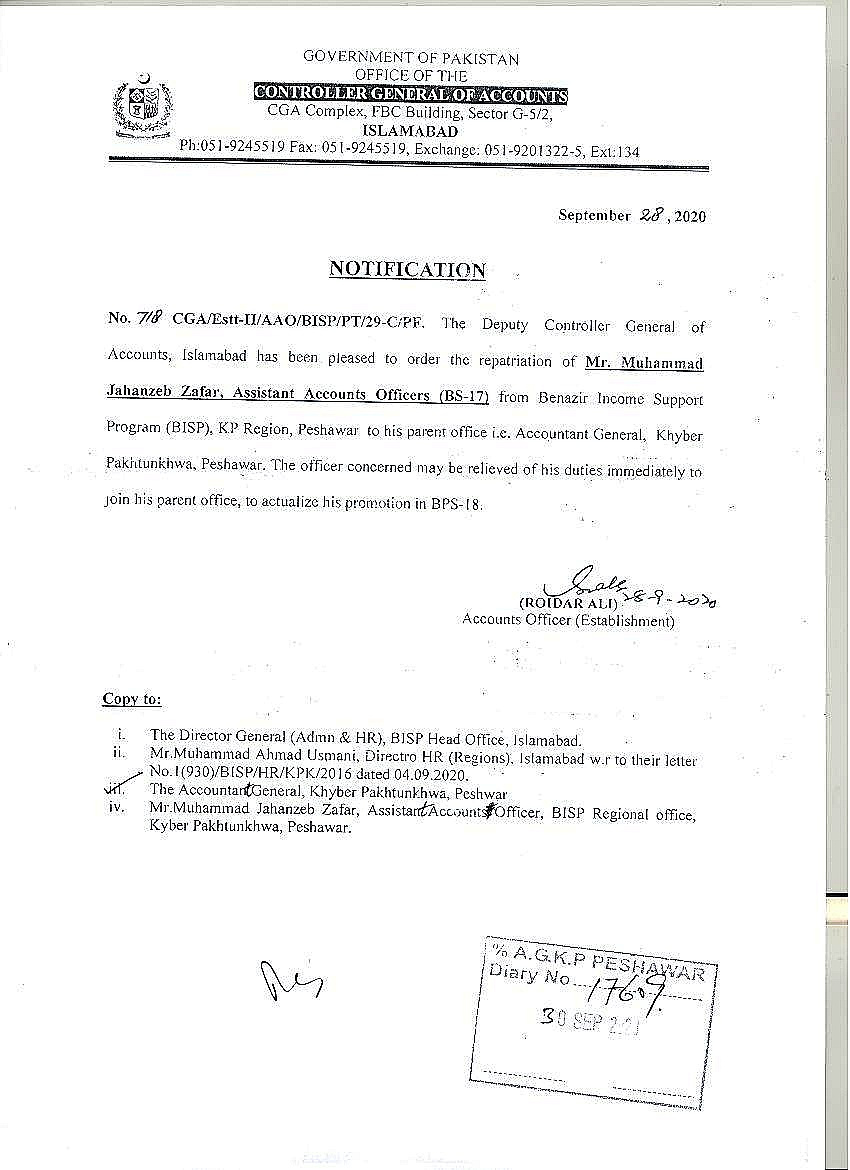 GOVERNMENT OF PAKISTAN
OFFICE OF THE
CONTROLLER GENERAL OF ACCOUNTS
CGA Complex, FBC Building, Sector G-5/2,
ISLAMABAD
Ph:051-9245519 Fax: 051-9245519, Exchange: 051-9201322-5, Ext:134
September 28, 2020
NOTIFICATION
No. 718 CGA/Estt-II/AAO/BISP/PT/29-C/PF. The Deputy Controller General of
Accounts, Islamabad has been pleased to order the repatriation of Mr. Muhammad
Jahanzeb Zafar, Assistant Accounts Officers (BS-17) from Benazir Income Support
Program (BISP), KP Region, Peshawar to his parent office i.e. Accountant General, Khyber
Pakhtunkhwa, Peshawar. The officer concerned may be relieved of his duties immediately to
join his parent office, to actualize his promotion in BPS-18.
28-9-2020
(ROIDAR ALI)
Accounts Officer (Establishment)
Copy to:
i. The Director General (Admn & HR), BISP Head Office, Islamabad.
ii. Mr.Muhammad Ahmad Usmani, Directro HR (Regions), Islamabad w.r to their letter
No.1(930)/BISP/HR/KPK/2016 dated 04.09.2020.
iii. The Accountant General, Khyber Pakhtunkhwa, Peshwar
iv. Mr.Muhammad Jahanzeb Zafar, Assistant Accounts Officer, BISP Regional office,
Kyber Pakhtunkhwa, Peshawar.
% A.G.K.P PESHAWAR
Diary No. 17609
30 SEP